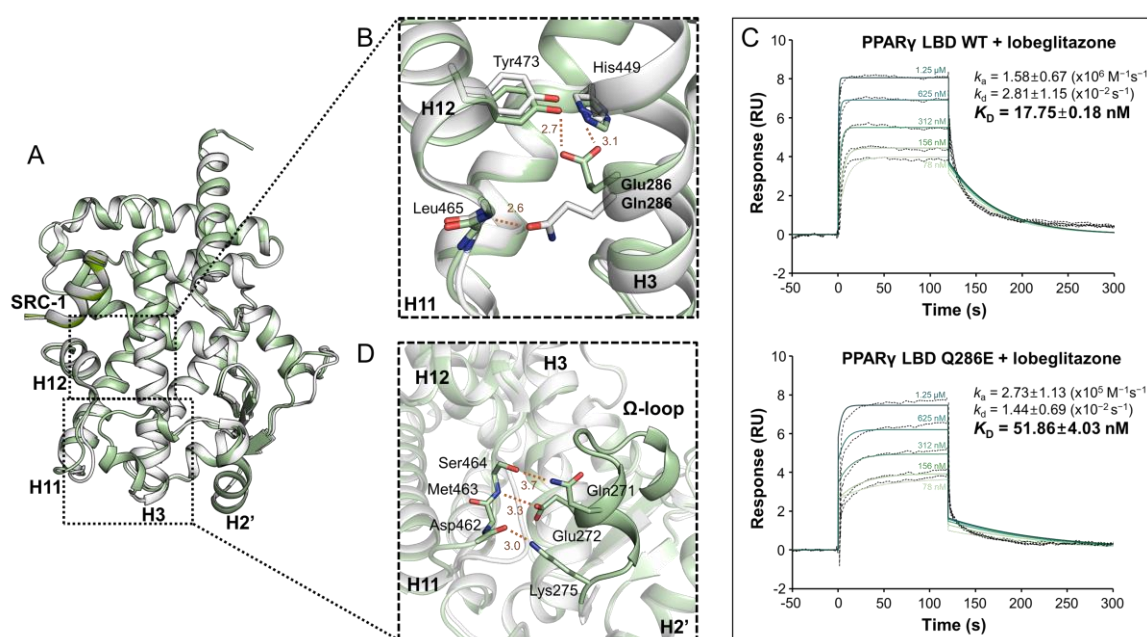 A
SRC-1
H12
H11
H3
H2'
B
Tyr473
His449
H12
2.7
3.1
Glu286
Gln286
Leu465
2.6
H3
H11
D
H12
H3
Ω-loop
Ser464
3.7
Gln271
Met463
3.3
Asp462
Glu272
3.0
H11
Lys275
H2'
C
PPARγ LBD WT + lobeglitazone
kₐ = 1.58±0.67 (x10⁶ M⁻¹s⁻¹
k_d = 2.81±1.15 (x10⁻² s⁻¹)
K_D = 17.75±0.18 nM
1.25 µM
625 nM
312 nM
156 nM
78 nM
Response (RU)
10
8
6
4
2
0
-2
-50 0 50 100 150 200 250 300
Time (s)
PPARγ LBD Q286E + lobeglitazone
kₐ = 2.73±1.13 (x10⁵ M⁻¹s⁻¹)
k_d = 1.44±0.69 (x10⁻² s⁻¹)
K_D = 51.86±4.03 nM
1.25 µM
625 nM
312 nM
156 nM
78 nM
Response (RU)
10
8
6
4
2
0
-2
-50 0 50 100 150 200 250 300
Time (s)